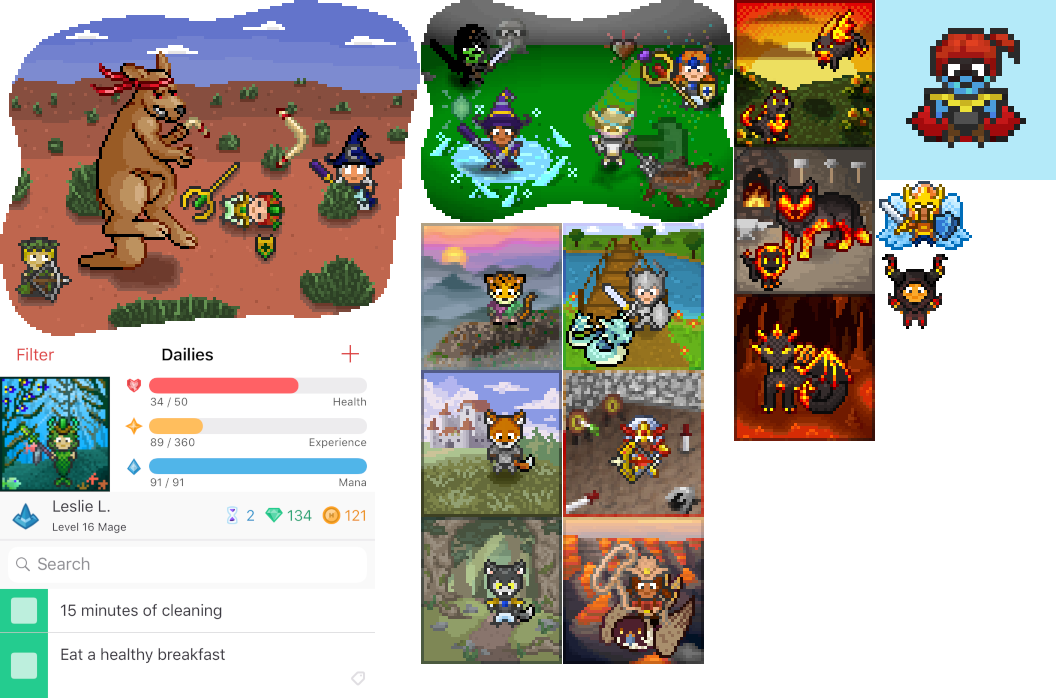 Filter
Dailies
34 / 50
Health
89 / 360
Experience
91 / 91
Mana
Leslie L.
Level 16 Mage
2
134
121
Search
15 minutes of cleaning
Eat a healthy breakfast